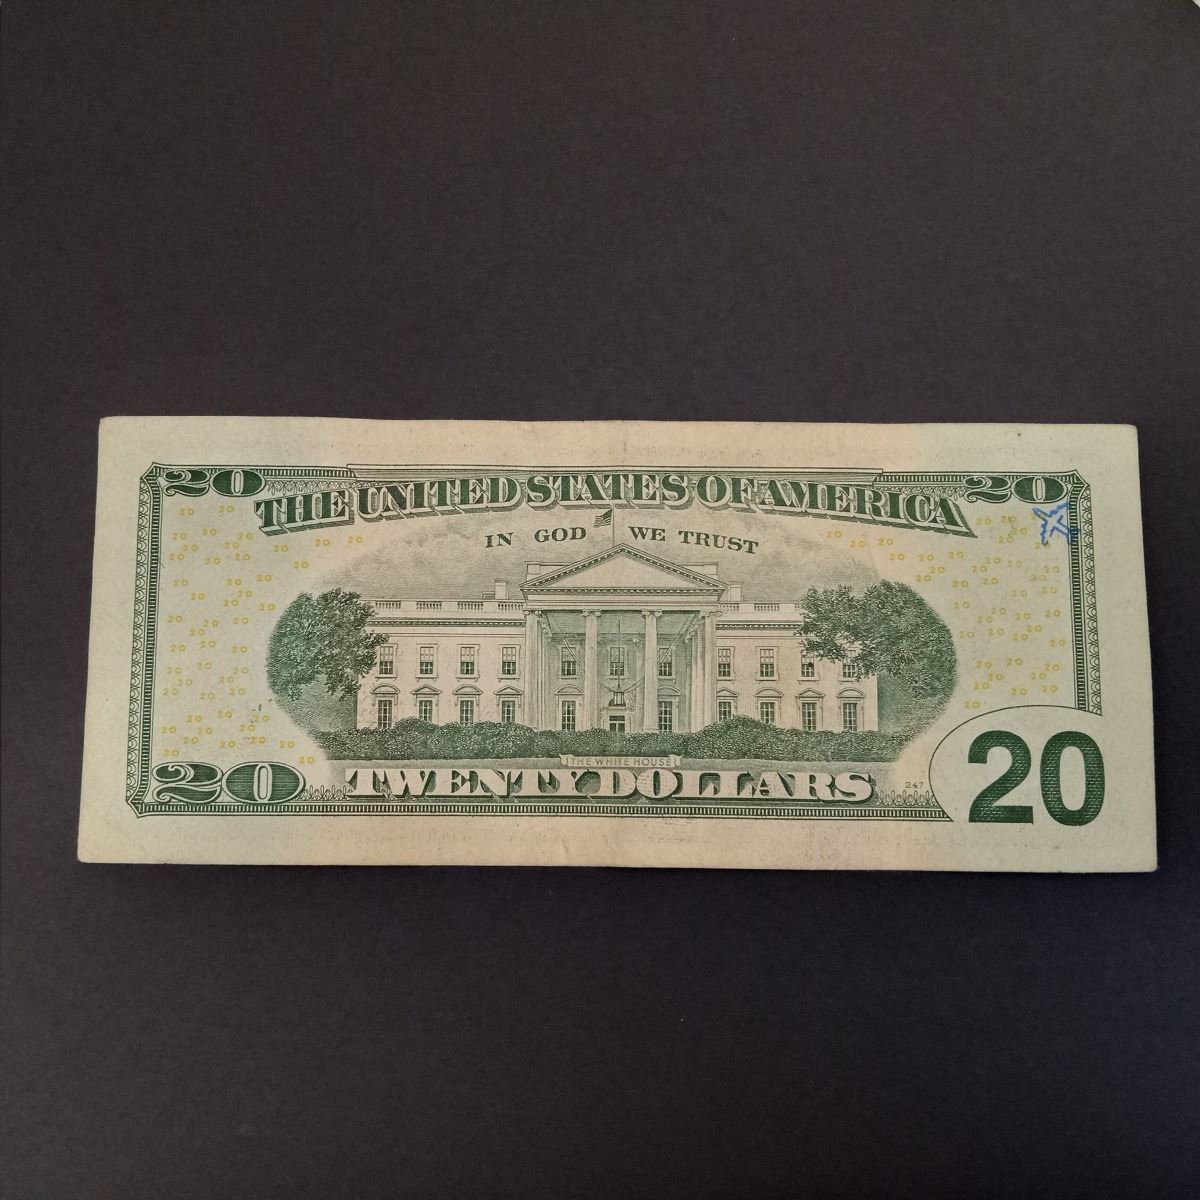 20 THE UNITED STATES OF AMERICA 20
IN GOD WE TRUST
THE WHITE HOUSE
20 TWENTY DOLLARS 247 20